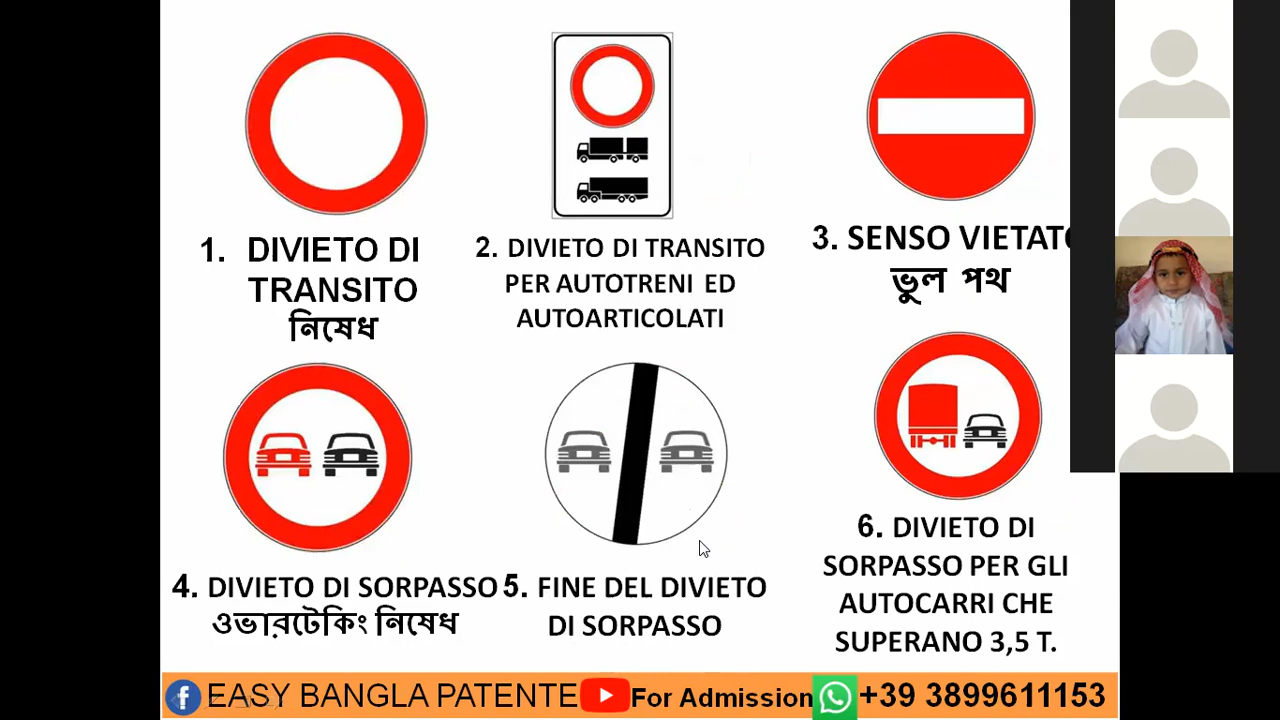 1. DIVIETO DI
TRANSITO
নিষেধ
2. DIVIETO DI TRANSITO
PER AUTOTRENI ED
AUTOARTICOLATI
3. SENSO VIETATO
ভুল পথ
4. DIVIETO DI SORPASSO
ওভারটেকিং নিষেধ
5. FINE DEL DIVIETO
DI SORPASSO
6. DIVIETO DI
SORPASSO PER GLI
AUTOCARRI CHE
SUPERANO 3,5 T.
EASY BANGLA PATENTE For Admission +39 3899611153